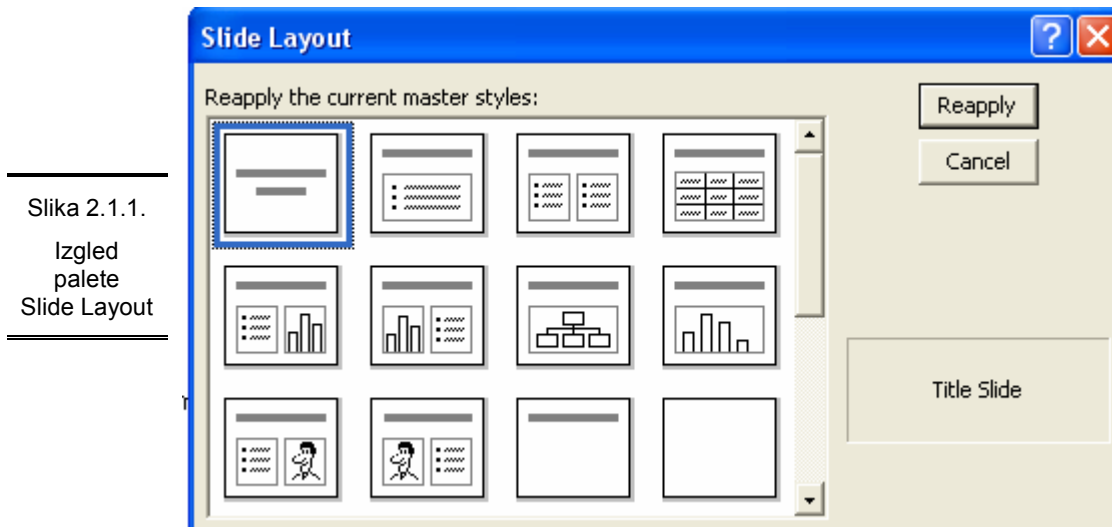 Slide Layout
Reapply the current master styles:
Reapply
Cancel
Slika 2.1.1.
Izgled
palete
Slide Layout
Title Slide